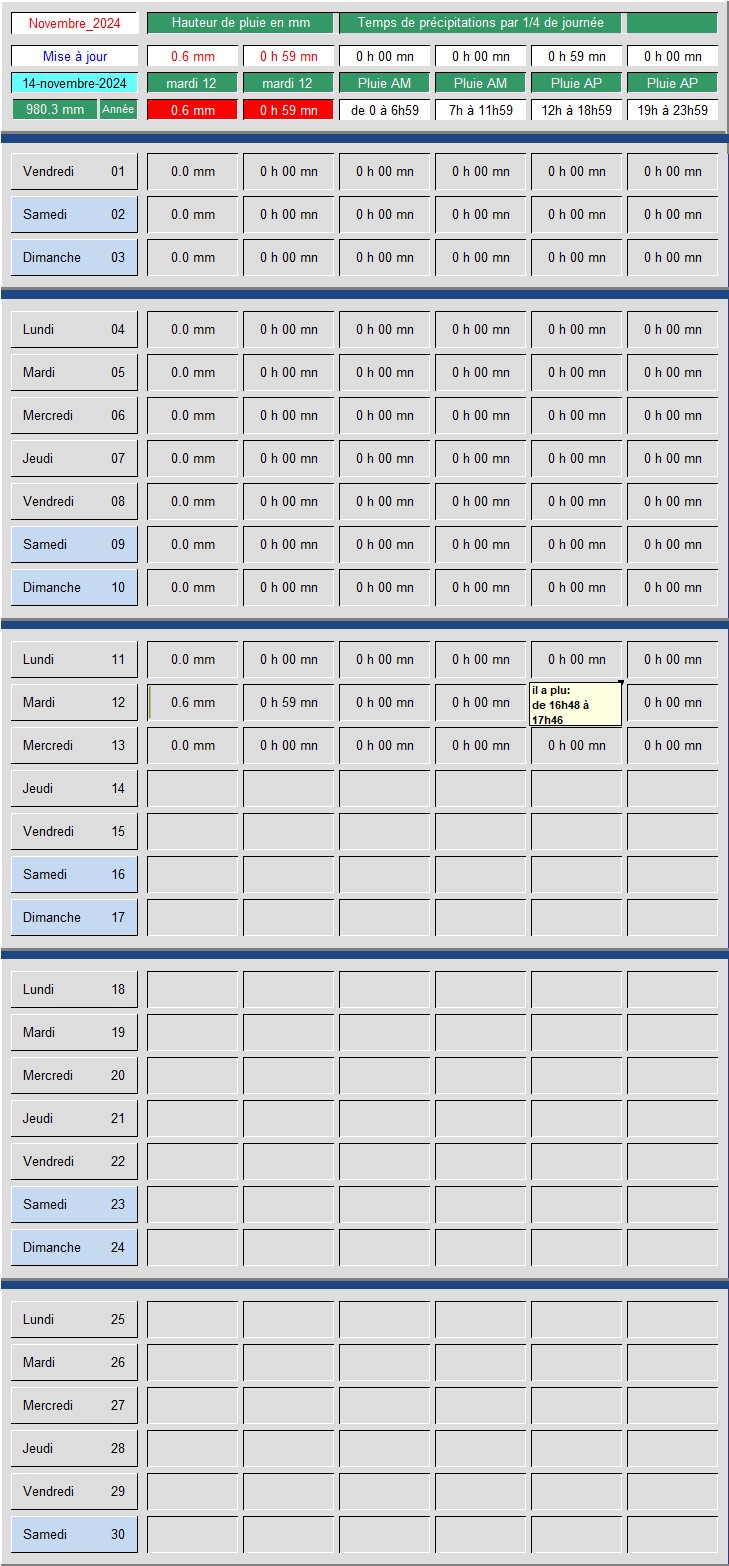 Novembre_2024 Hauteur de pluie en mm Temps de précipitations par 1/4 de journée
Mise à jour 0.6 mm 0 h 59 mn 0 h 00 mn 0 h 00 mn 0 h 59 mn 0 h 00 mn
14-novembre-2024 mardi 12 mardi 12 Pluie AM Pluie AM Pluie AP Pluie AP
980.3 mm Année 0.6 mm 0 h 59 mn de 0 à 6h59 7h à 11h59 12h à 18h59 19h à 23h59
Vendredi 01 0.0 mm 0 h 00 mn 0 h 00 mn 0 h 00 mn 0 h 00 mn 0 h 00 mn
Samedi 02 0.0 mm 0 h 00 mn 0 h 00 mn 0 h 00 mn 0 h 00 mn 0 h 00 mn
Dimanche 03 0.0 mm 0 h 00 mn 0 h 00 mn 0 h 00 mn 0 h 00 mn 0 h 00 mn
Lundi 04 0.0 mm 0 h 00 mn 0 h 00 mn 0 h 00 mn 0 h 00 mn 0 h 00 mn
Mardi 05 0.0 mm 0 h 00 mn 0 h 00 mn 0 h 00 mn 0 h 00 mn 0 h 00 mn
Mercredi 06 0.0 mm 0 h 00 mn 0 h 00 mn 0 h 00 mn 0 h 00 mn 0 h 00 mn
Jeudi 07 0.0 mm 0 h 00 mn 0 h 00 mn 0 h 00 mn 0 h 00 mn 0 h 00 mn
Vendredi 08 0.0 mm 0 h 00 mn 0 h 00 mn 0 h 00 mn 0 h 00 mn 0 h 00 mn
Samedi 09 0.0 mm 0 h 00 mn 0 h 00 mn 0 h 00 mn 0 h 00 mn 0 h 00 mn
Dimanche 10 0.0 mm 0 h 00 mn 0 h 00 mn 0 h 00 mn 0 h 00 mn 0 h 00 mn
Lundi 11 0.0 mm 0 h 00 mn 0 h 00 mn 0 h 00 mn 0 h 00 mn 0 h 00 mn
Mardi 12 0.6 mm 0 h 59 mn 0 h 00 mn 0 h 00 mn il a plu: 0 h 00 mn
de 16h48 à
17h46
Mercredi 13 0.0 mm 0 h 00 mn 0 h 00 mn 0 h 00 mn 0 h 00 mn 0 h 00 mn
Jeudi 14
Vendredi 15
Samedi 16
Dimanche 17
Lundi 18
Mardi 19
Mercredi 20
Jeudi 21
Vendredi 22
Samedi 23
Dimanche 24
Lundi 25
Mardi 26
Mercredi 27
Jeudi 28
Vendredi 29
Samedi 30